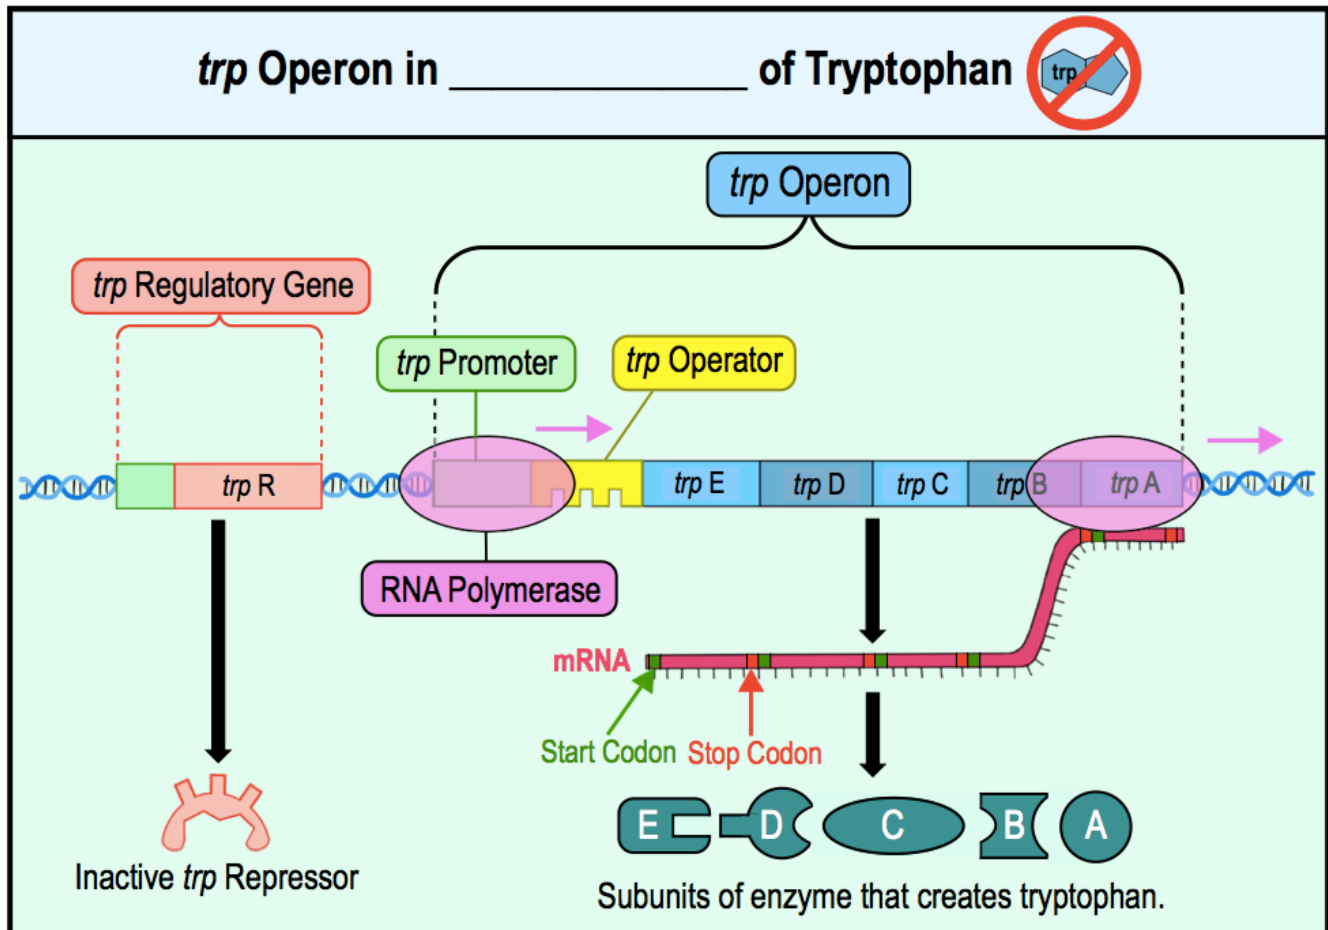 trp Operon in ______________ of Tryptophan
trp
trp Operon
trp Regulatory Gene
trp Promoter
trp Operator
trp R
trp E
trp D
trp C
trp B
trp A
RNA Polymerase
mRNA
Start Codon
Stop Codon
E
D
C
B
A
Inactive trp Repressor
Subunits of enzyme that creates tryptophan.